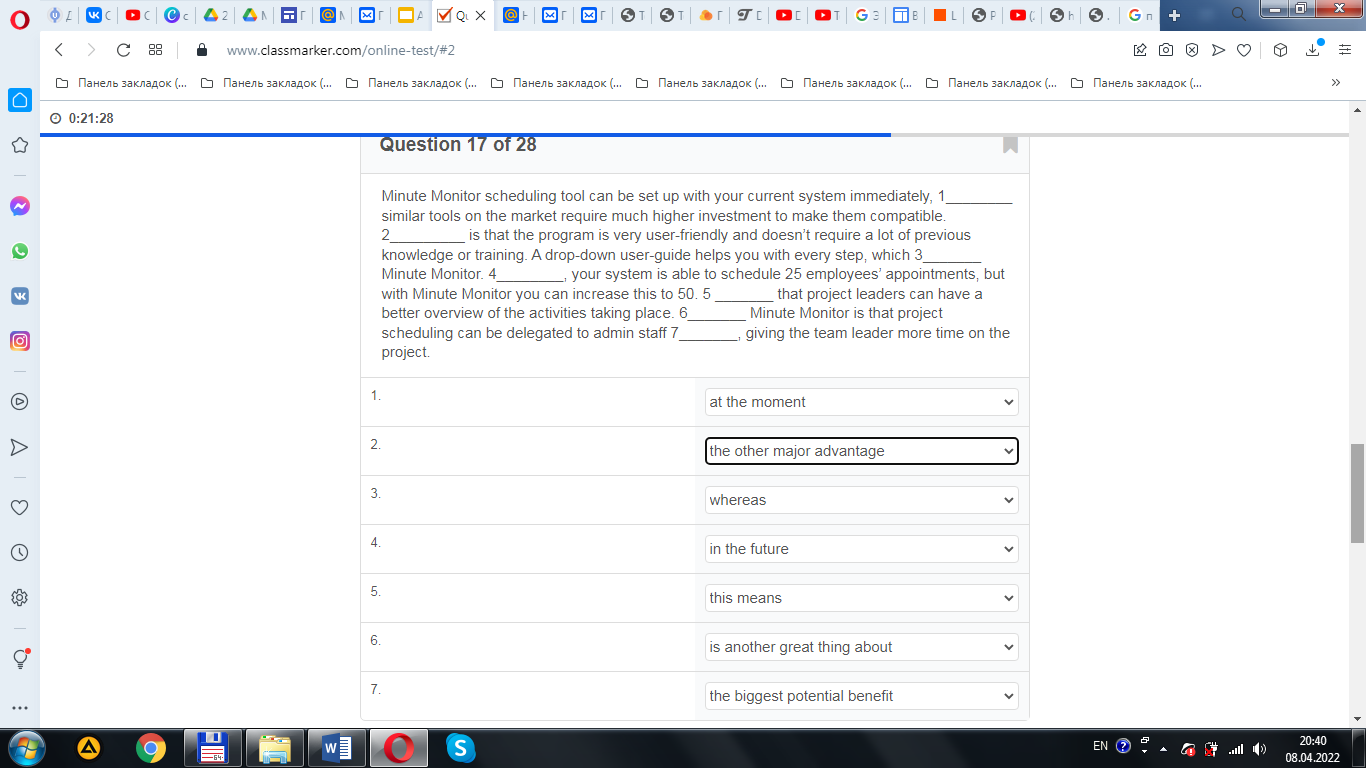 С
2
М
Г
М
Г
А
Qu
Н
Г
Г
Т
Т
Г
D
D
Т
Э
В
L
P
(2
h
.
п
www.classmarker.com/online-test/#2
Панель закладок (... Панель закладок (... Панель закладок (... Панель закладок (... Панель закладок (... Панель закладок (... Панель закладок (... Панель закладок (... »
0:21:28
Question 17 of 28
Minute Monitor scheduling tool can be set up with your current system immediately, 1________
similar tools on the market require much higher investment to make them compatible.
2_________ is that the program is very user-friendly and doesn't require a lot of previous
knowledge or training. A drop-down user-guide helps you with every step, which 3_______
Minute Monitor. 4________, your system is able to schedule 25 employees' appointments, but
with Minute Monitor you can increase this to 50. 5 _______ that project leaders can have a
better overview of the activities taking place. 6_______ Minute Monitor is that project
scheduling can be delegated to admin staff 7_______, giving the team leader more time on the
project.
1. at the moment
2. the other major advantage
3. whereas
4. in the future
5. this means
6. is another great thing about
7. the biggest potential benefit
EN
20:40
08.04.2022